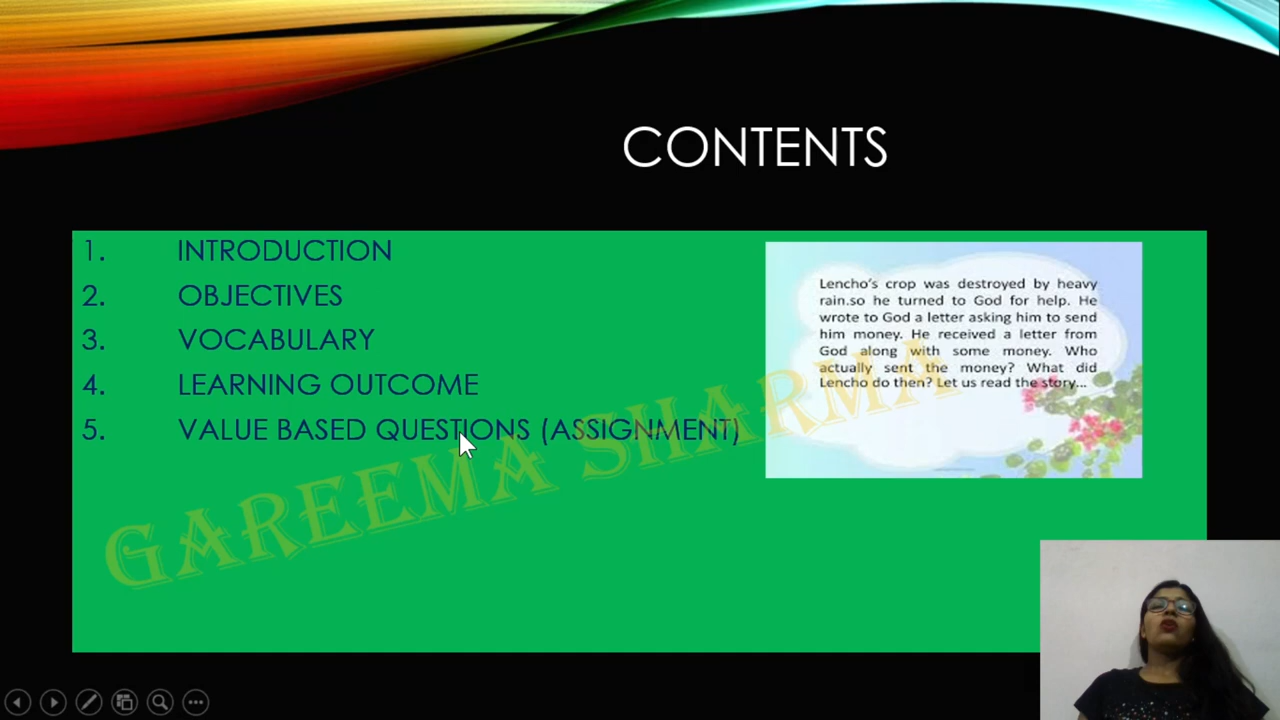 CONTENTS
1. INTRODUCTION
2. OBJECTIVES
3. VOCABULARY
4. LEARNING OUTCOME
5. VALUE BASED QUESTIONS (ASSIGNMENT)
Lencho's crop was destroyed by heavy
rain.so he turned to God for help. He
wrote to God a letter asking him to send
him money. He received a letter from
God along with some money. Who
actually sent the money? What did
Lencho do then? Let us read the story...
GAREEMA SHARMA